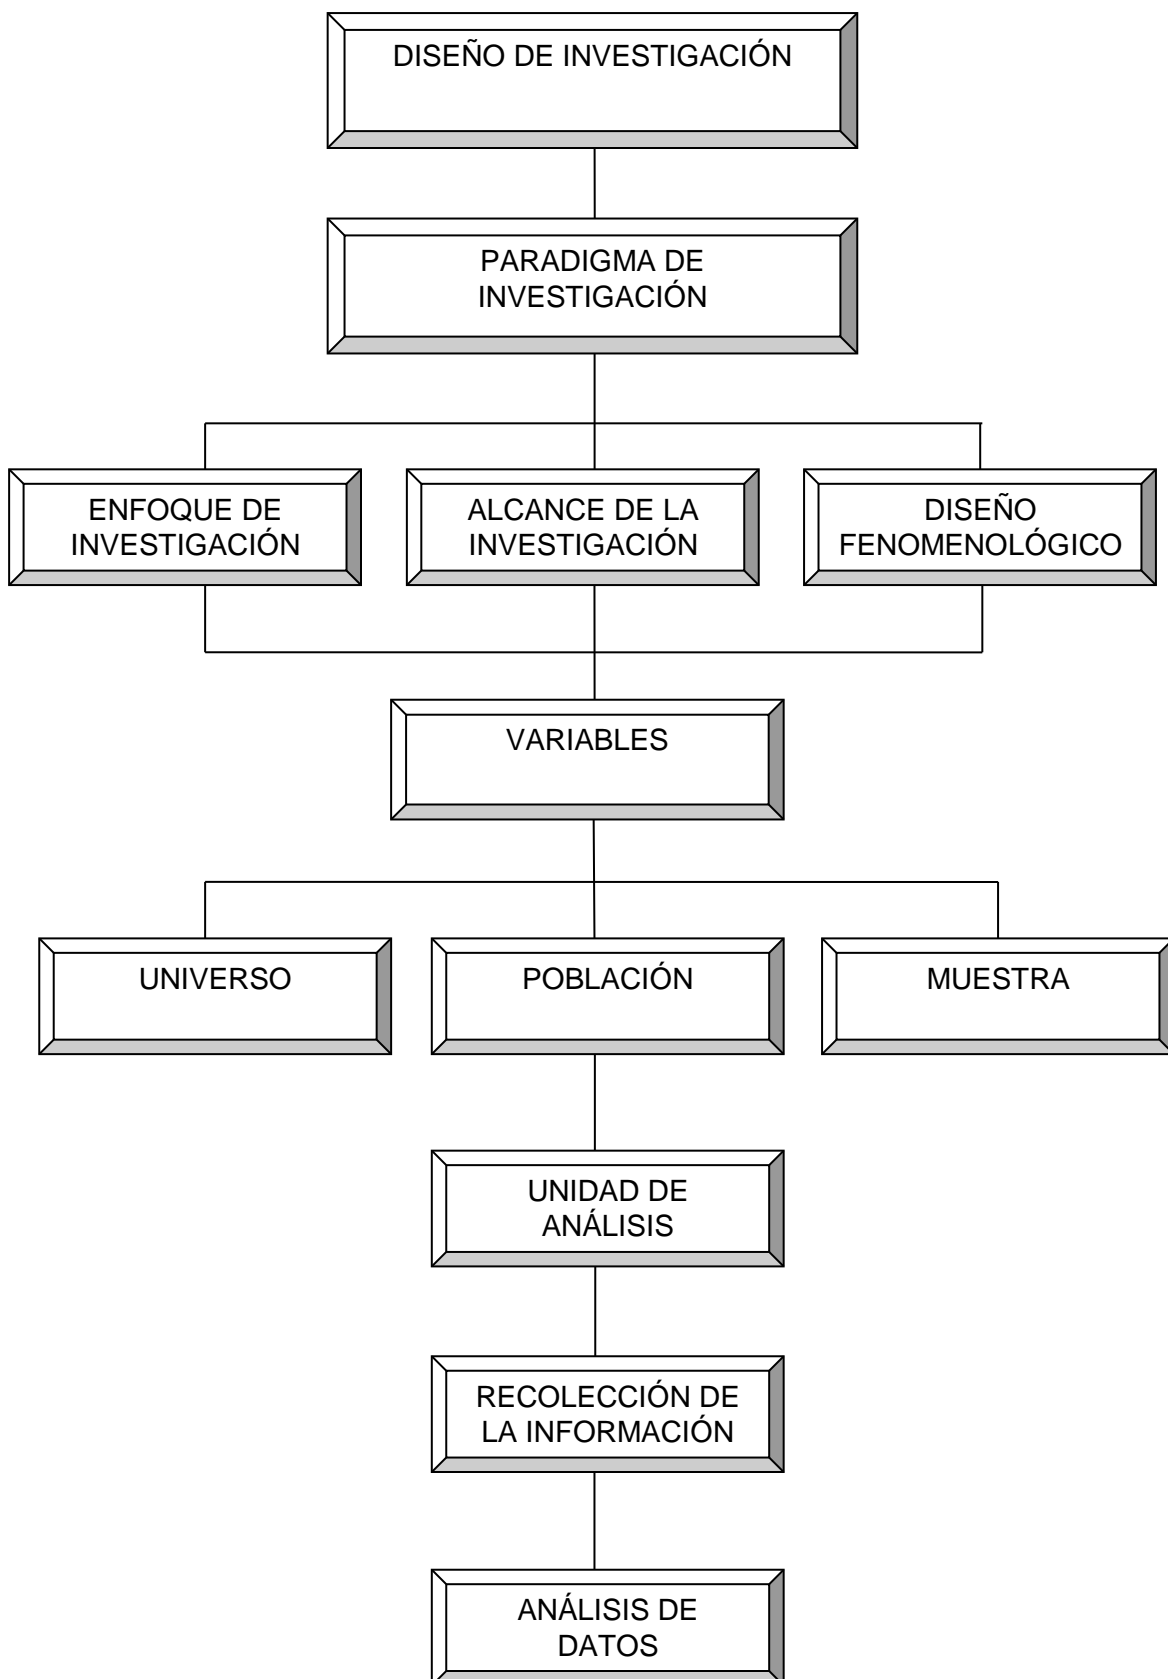 DISEÑO DE INVESTIGACIÓN
PARADIGMA DE
INVESTIGACIÓN
ENFOQUE DE
INVESTIGACIÓN
ALCANCE DE LA
INVESTIGACIÓN
DISEÑO
FENOMENOLÓGICO
VARIABLES
UNIVERSO
POBLACIÓN
MUESTRA
UNIDAD DE
ANÁLISIS
RECOLECCIÓN DE
LA INFORMACIÓN
ANÁLISIS DE
DATOS